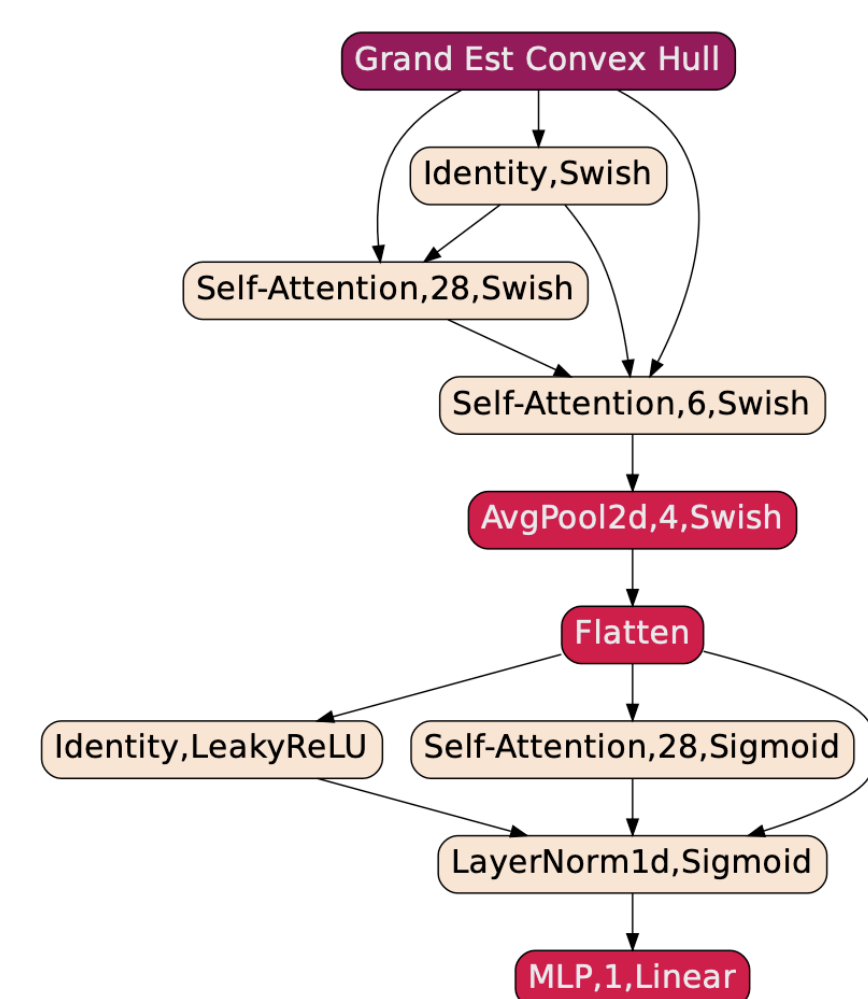 Grand Est Convex Hull
Identity,Swish
Self-Attention,28,Swish
Self-Attention,6,Swish
AvgPool2d,4,Swish
Flatten
Identity,LeakyReLU
Self-Attention,28,Sigmoid
LayerNorm1d,Sigmoid
MLP,1,Linear